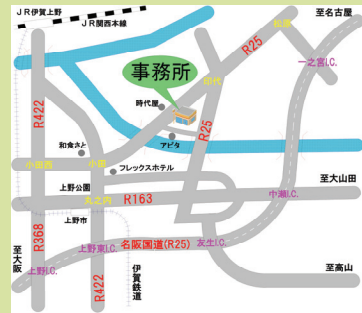 JR伊賀上野
JR関西本線
松原
至名古屋
R25
一之宮I.C.
事務所
印代
時代屋
R422
R25
アピタ
和食さと
小田西
小田
フレックスホテル
上野公園
中瀬I.C.
至大山田
丸之内
R163
上野市
R368
至大阪
上野東I.C.
名阪国道(R25)
友生I.C.
上野I.C.
伊賀鉄道
至高山
R422